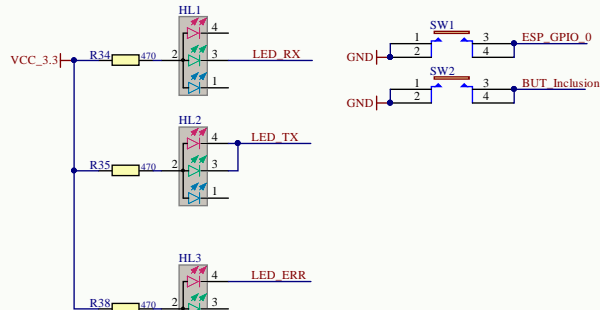 HL1
4
VCC_3.3
R34
470
2
3
LED_RX
1
HL2
4
LED_TX
R35
470
2
3
1
HL3
4
LED_ERR
R38
470
2
3
SW1
1
3
ESP_GPIO_0
GND
2
4
SW2
1
3
BUT_Inclusion
GND
2
4